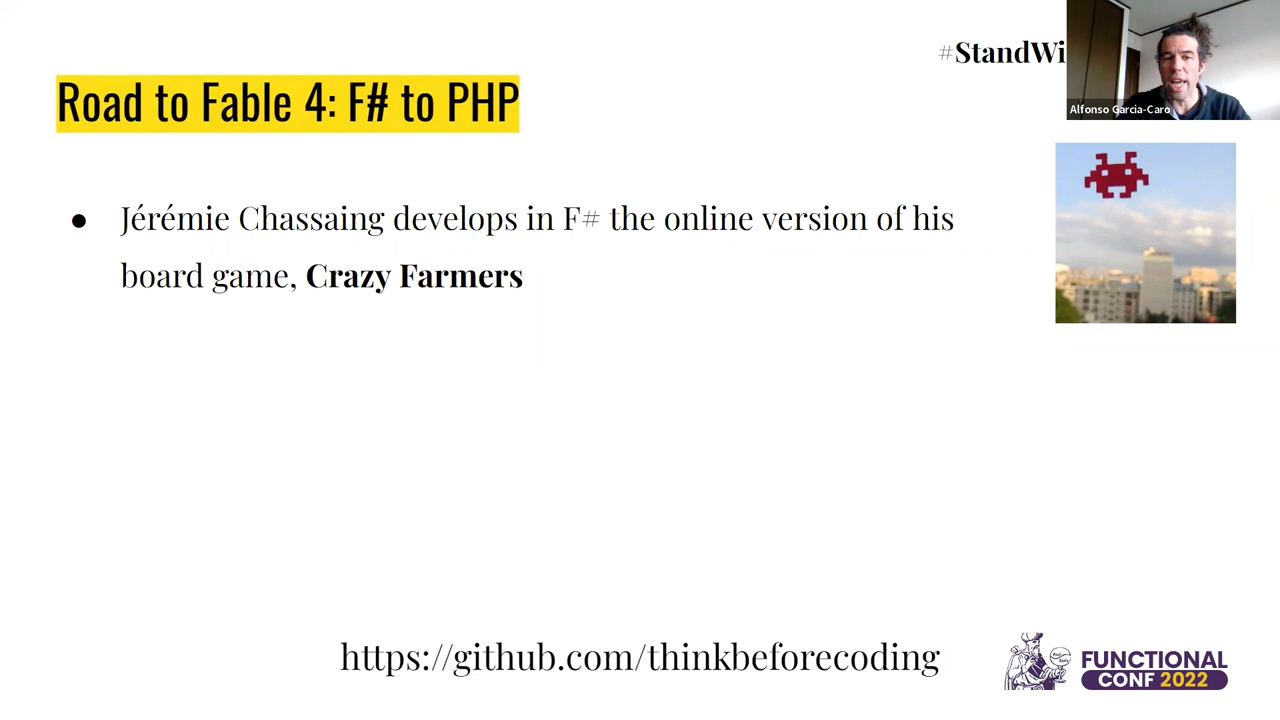 #StandWi
Alfonso Garcia-Caro
Road to Fable 4: F# to PHP
● Jérémie Chassaing develops in F# the online version of his
board game, Crazy Farmers
https://github.com/thinkbeforecoding
FUNCTIONAL
CONF 2022